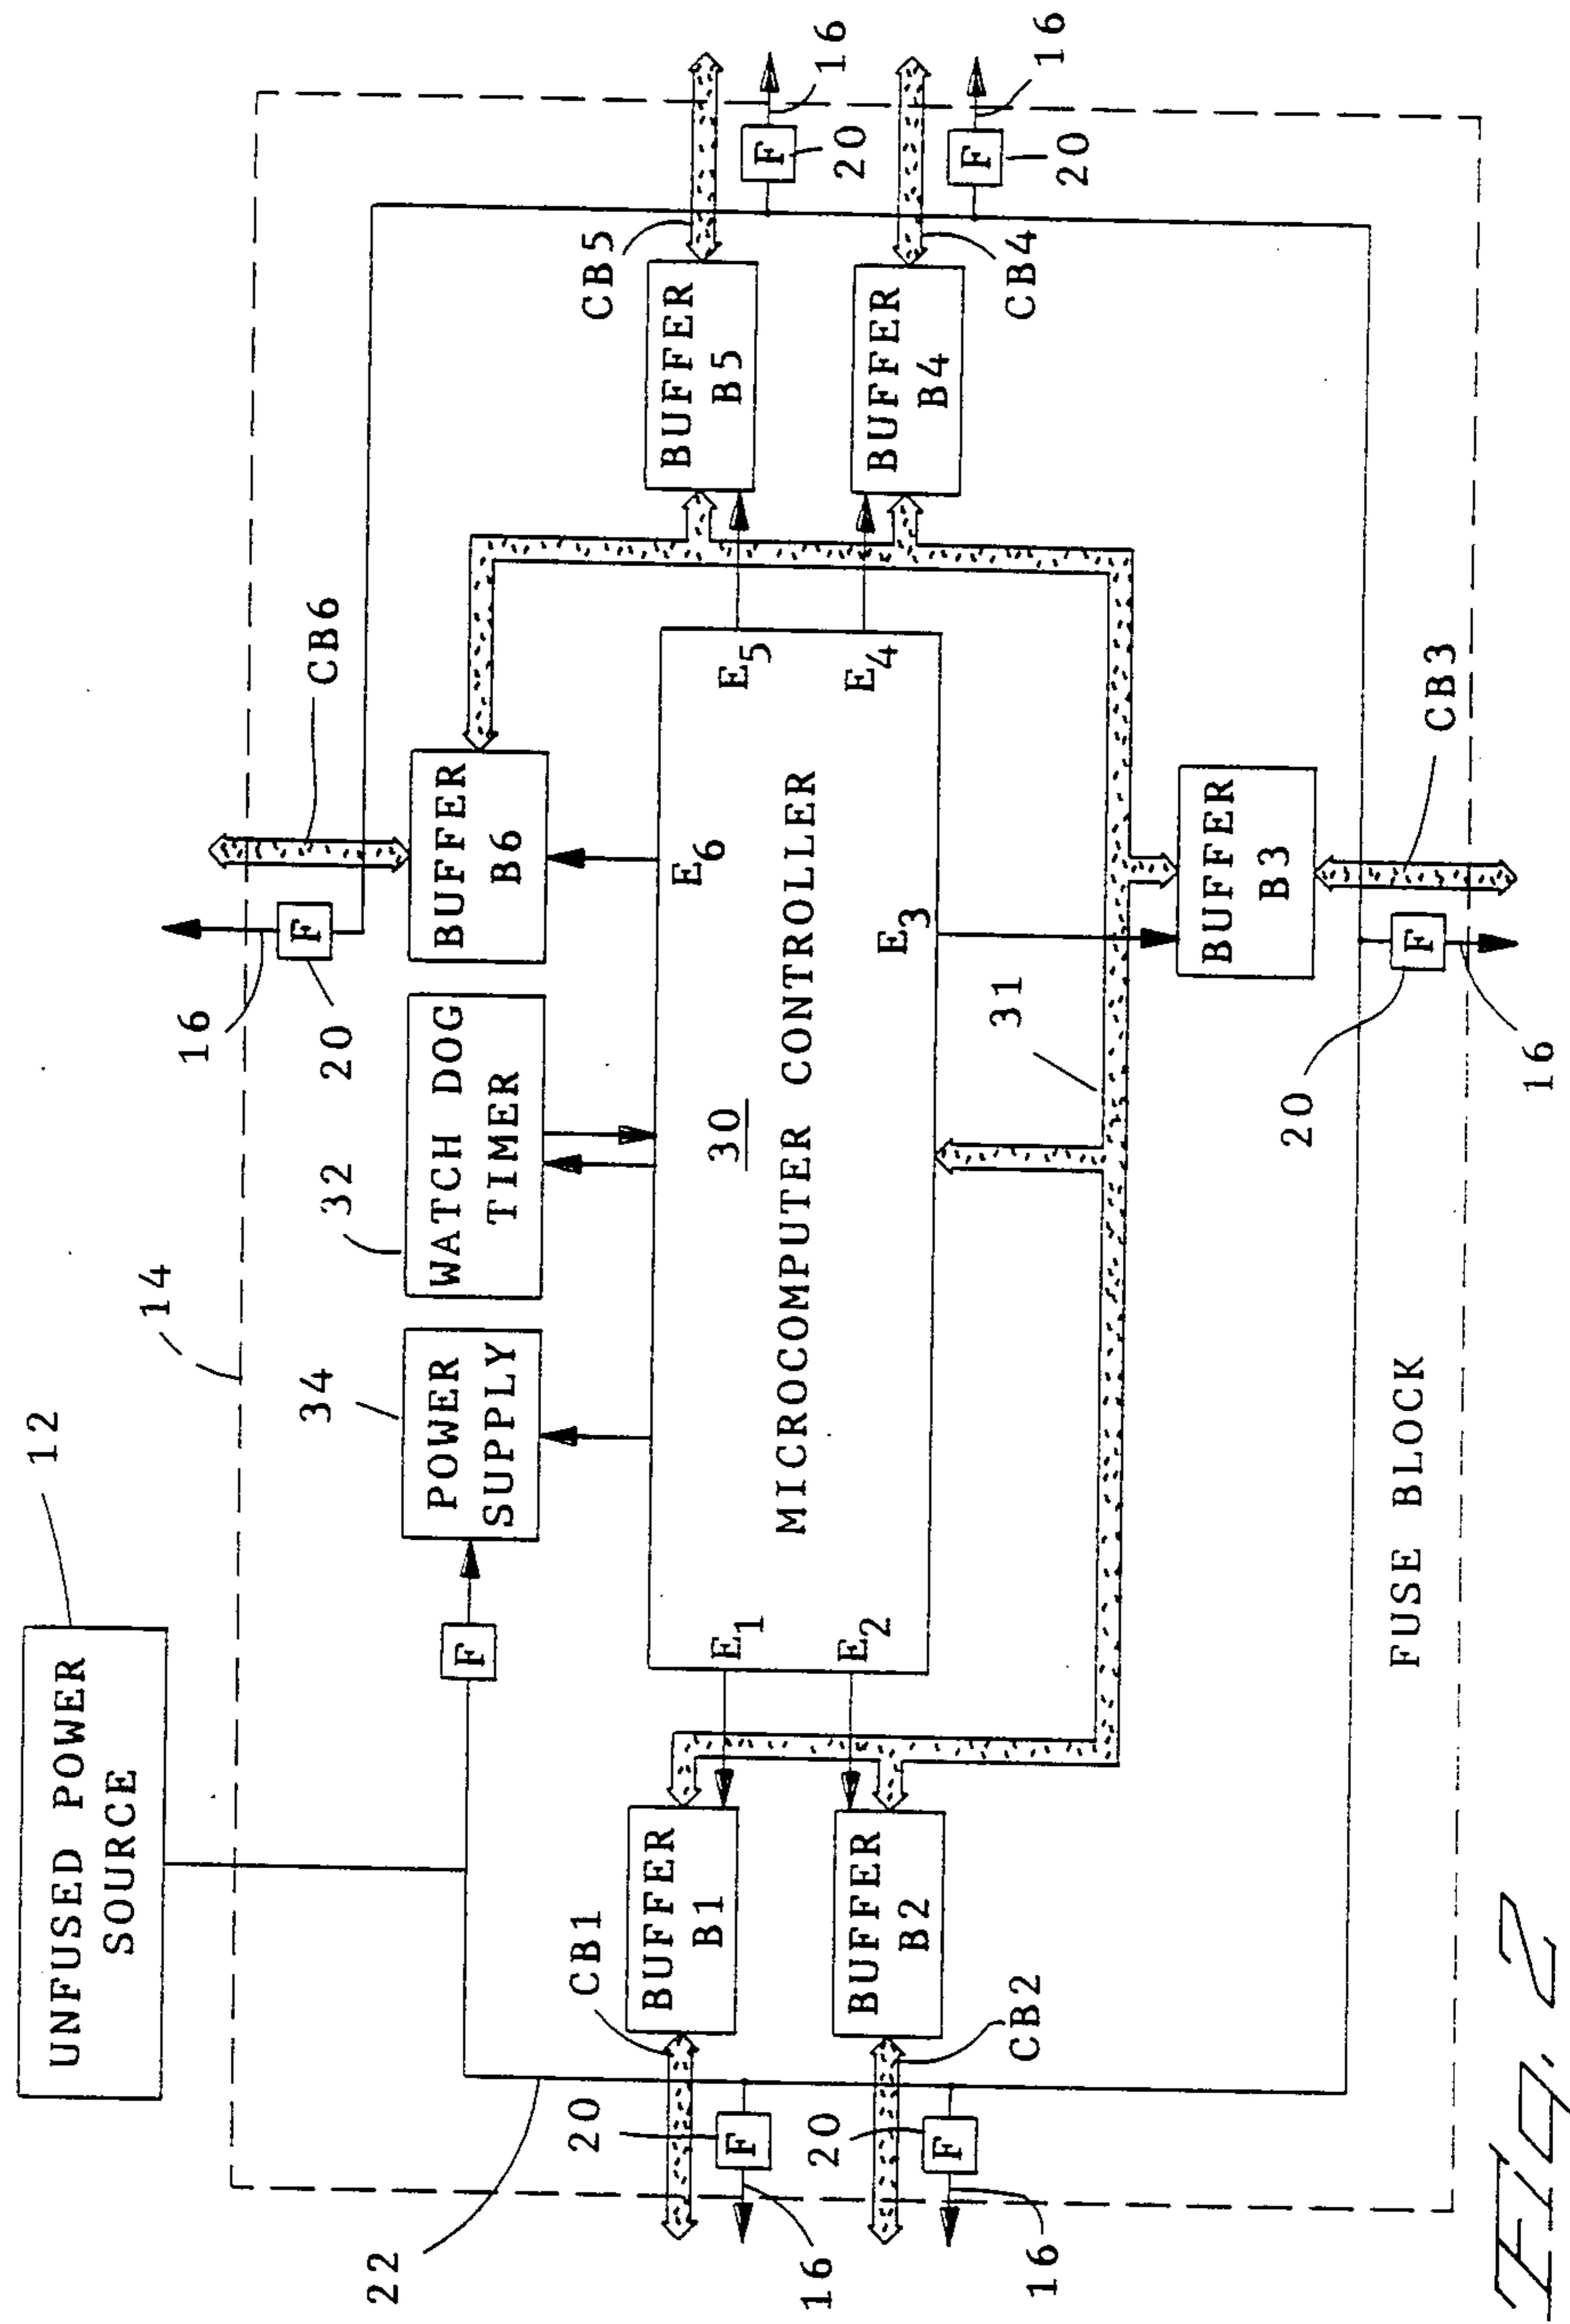 UNFUSED POWER
SOURCE
12
14
22
F
34
POWER
SUPPLY
32
WATCH DOG
TIMER
16
F
20
CB6
BUFFER
B6
E6
CB1
BUFFER
B1
E1
20
F
16
CB2
BUFFER
B2
E2
20
F
16
30
MICROCOMPUTER CONTROLLER
E5
E4
E3
31
CB5
BUFFER
B5
F
20
16
CB4
BUFFER
B4
F
20
16
BUFFER
B3
CB3
F
20
16
FUSE BLOCK
FIG. 2